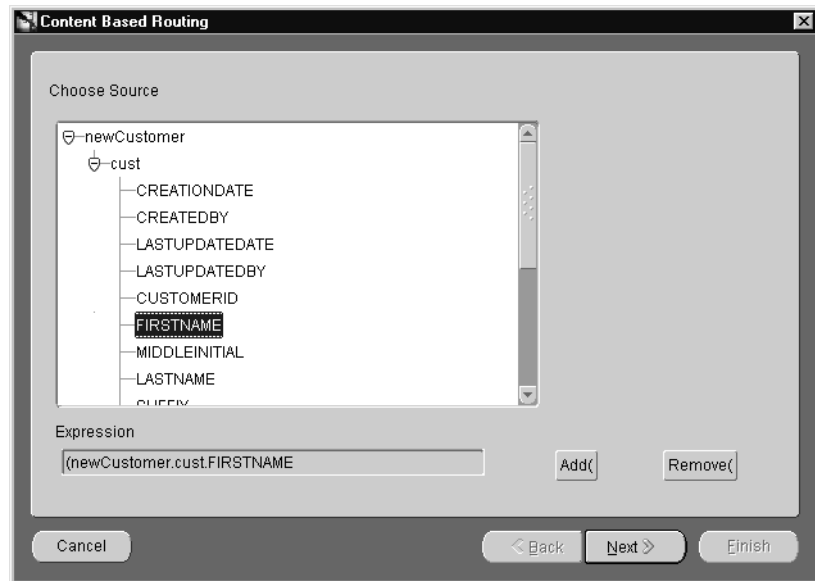 Content Based Routing
Choose Source
newCustomer
cust
CREATIONDATE
CREATEDBY
LASTUPDATEDATE
LASTUPDATEDBY
CUSTOMERID
FIRSTNAME
MIDDLEINITIAL
LASTNAME
SUFFIX
Expression
(newCustomer.cust.FIRSTNAME
Add( Remove(
Cancel Back Next Finish